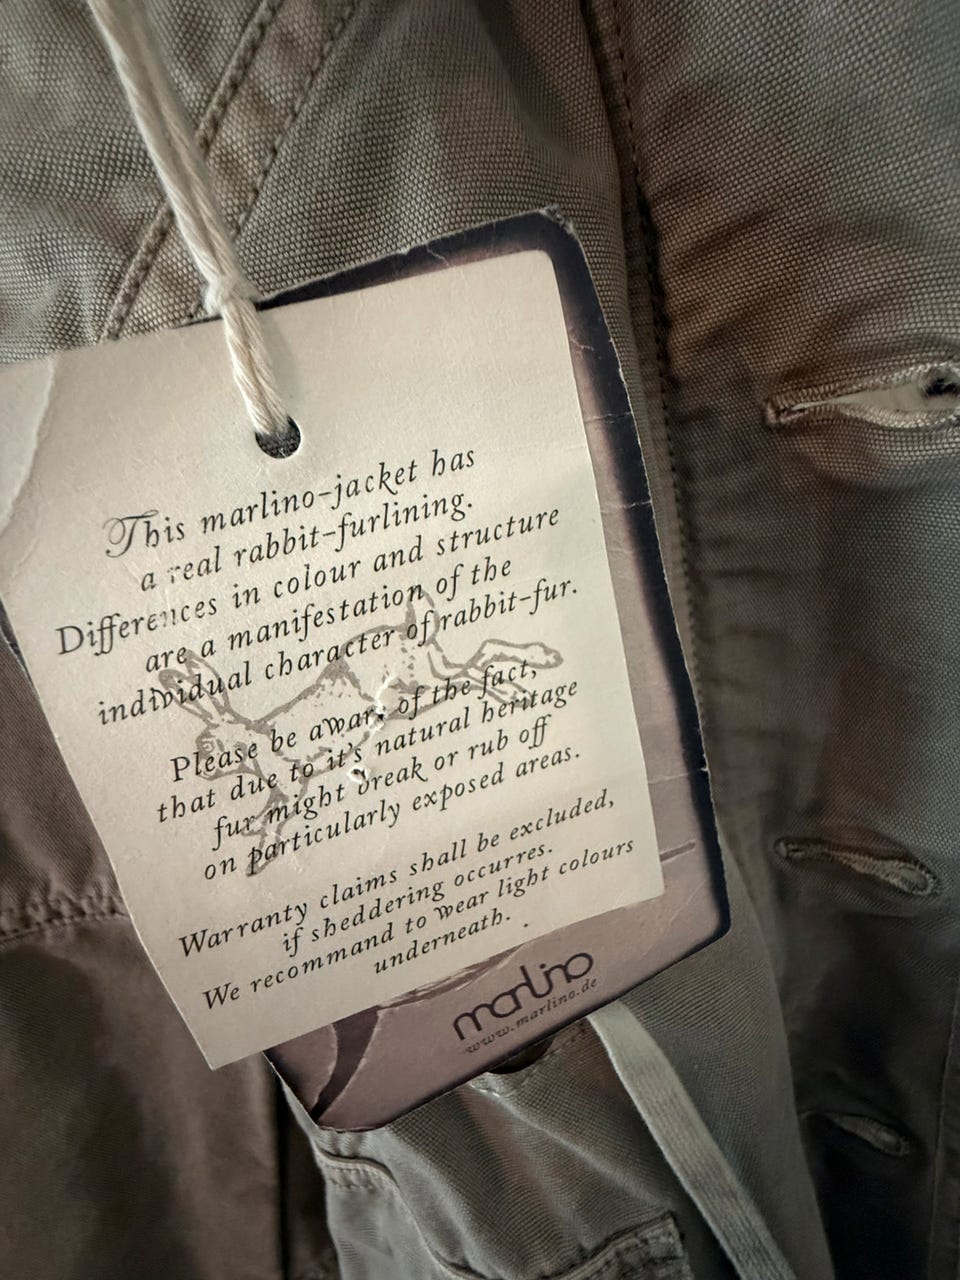 This marlino-jacket has
a real rabbit-furlining.
Differences in colour and structure
are a manifestation of the
individual character of rabbit-fur.
Please be aware of the fact,
that due to it's natural heritage
fur might break or rub off
on particularly exposed areas.
Warranty claims shall be excluded,
if sheddering occurres.
We recommand to wear light colours
underneath.
marlino
www.marlino.de